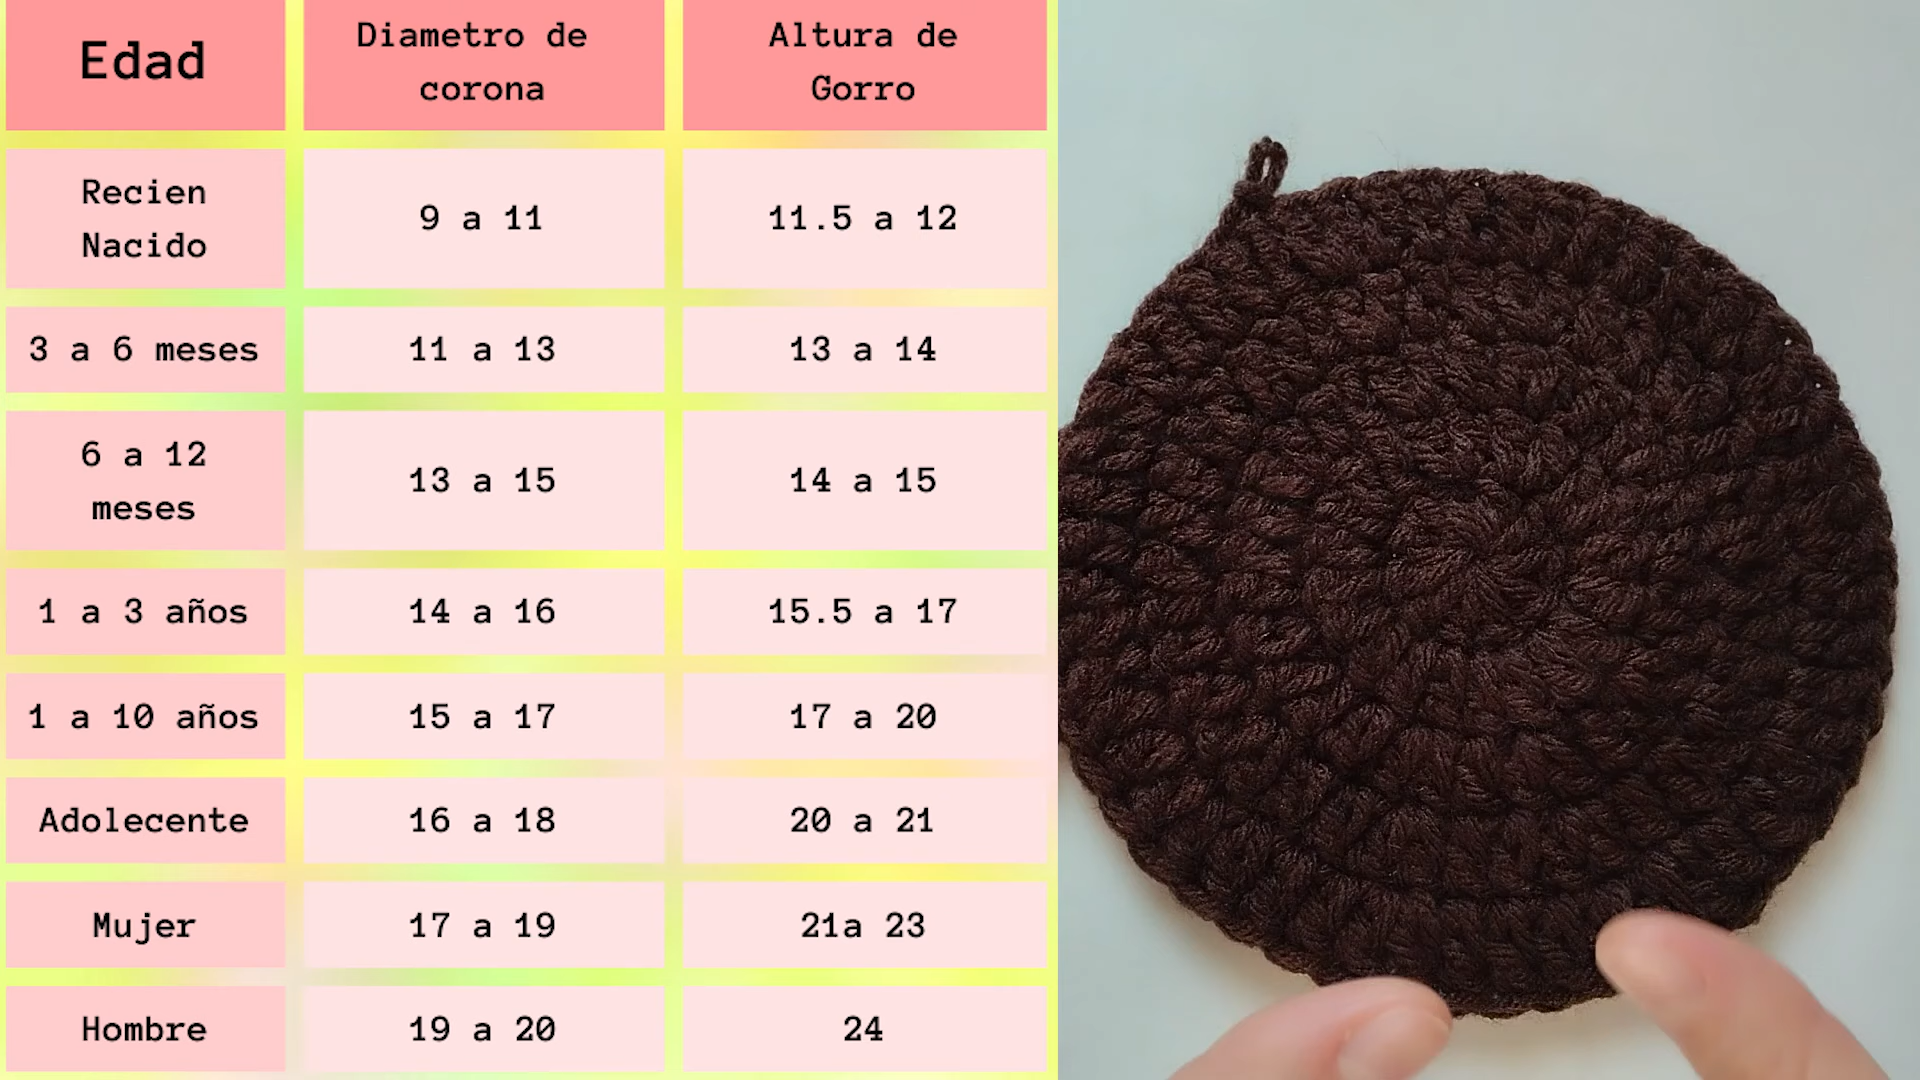 Edad
Diametro de
corona
Altura de
Gorro
Recien
Nacido
9 a 11
11.5 a 12
3 a 6 meses
11 a 13
13 a 14
6 a 12
meses
13 a 15
14 a 15
1 a 3 años
14 a 16
15.5 a 17
1 a 10 años
15 a 17
17 a 20
Adolecente
16 a 18
20 a 21
Mujer
17 a 19
21a 23
Hombre
19 a 20
24